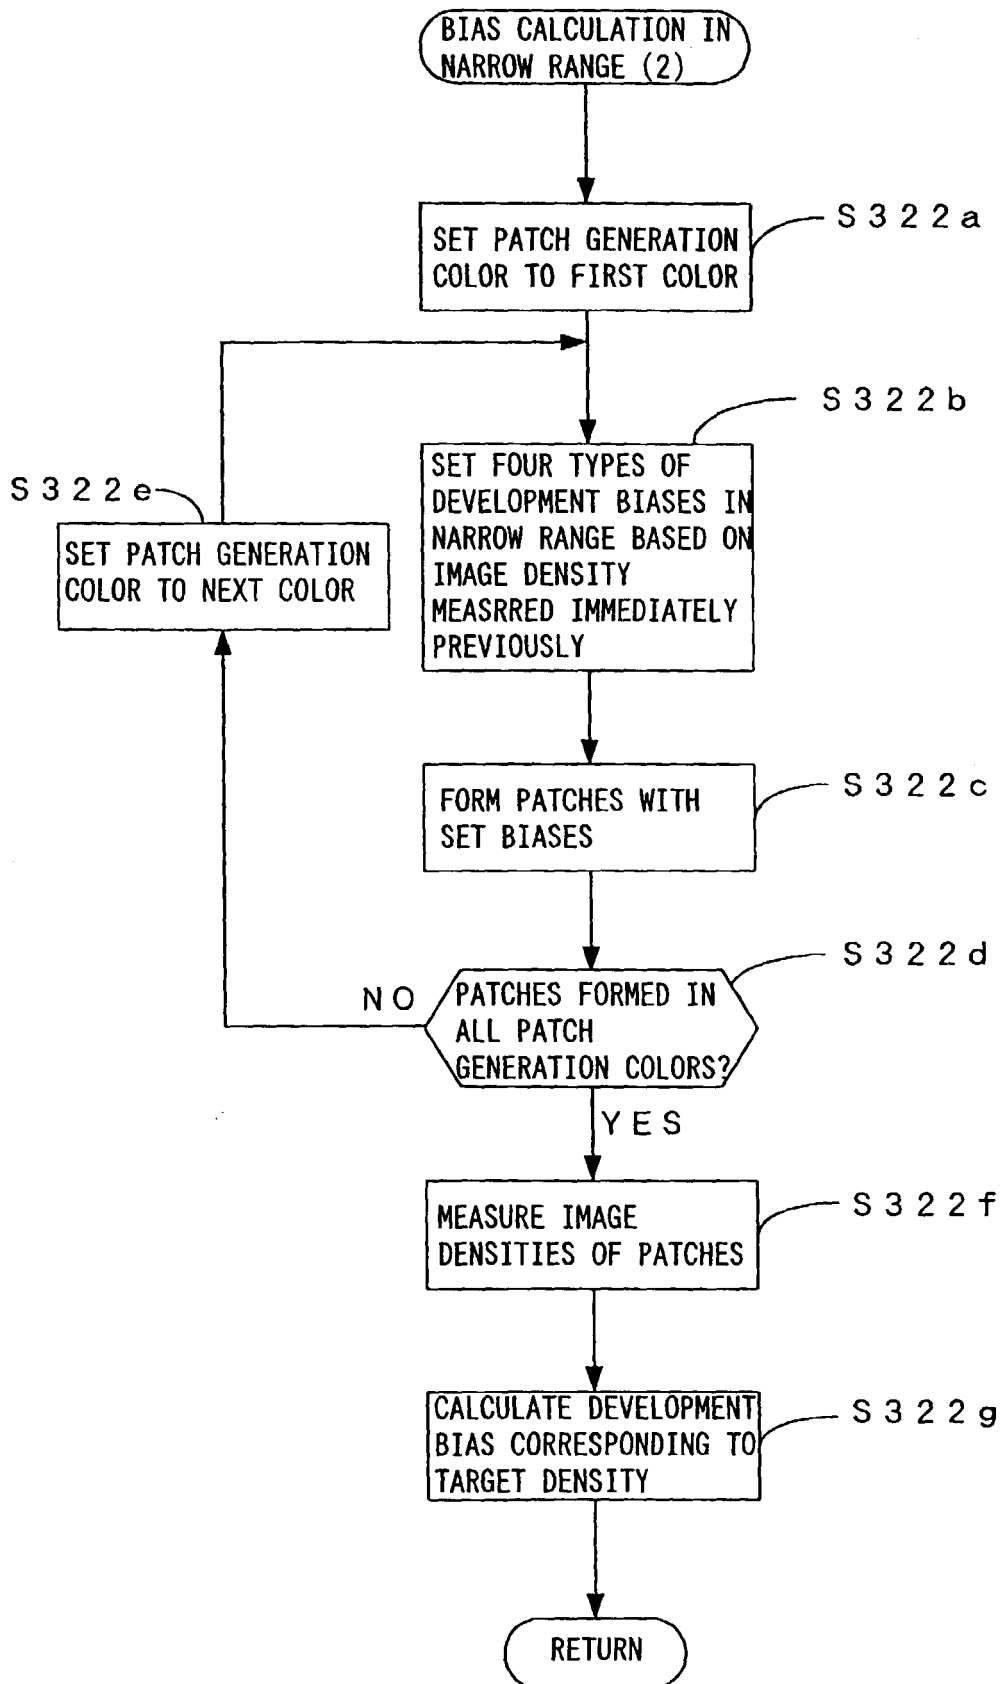 BIAS CALCULATION IN
NARROW RANGE (2)
S322a
SET PATCH GENERATION
COLOR TO FIRST COLOR
S322b
SET FOUR TYPES OF
DEVELOPMENT BIASES IN
NARROW RANGE BASED ON
IMAGE DENSITY
MEASRRED IMMEDIATELY
PREVIOUSLY
S322e
SET PATCH GENERATION
COLOR TO NEXT COLOR
S322c
FORM PATCHES WITH
SET BIASES
S322d
NO
PATCHES FORMED IN
ALL PATCH
GENERATION COLORS?
YES
S322f
MEASURE IMAGE
DENSITIES OF PATCHES
S322g
CALCULATE DEVELOPMENT
BIAS CORRESPONDING TO
TARGET DENSITY
RETURN